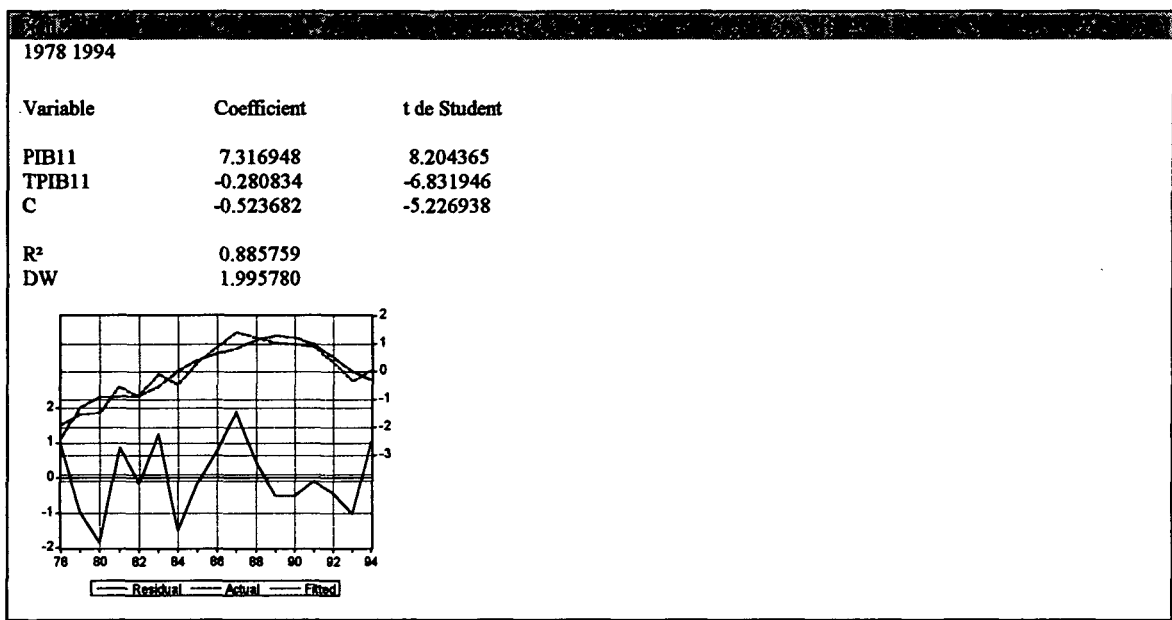 1978 1994
Variable Coefficient t de Student
PIB11 7.316948 8.204365
TPIB11 -0.280834 -6.831946
C -0.523682 -5.226938
R² 0.885759
DW 1.995780
2
1
0
-1
-2
-3
2
1
0
-1
-2
78 80 82 84 86 88 90 92 94
Residual Actual Fitted